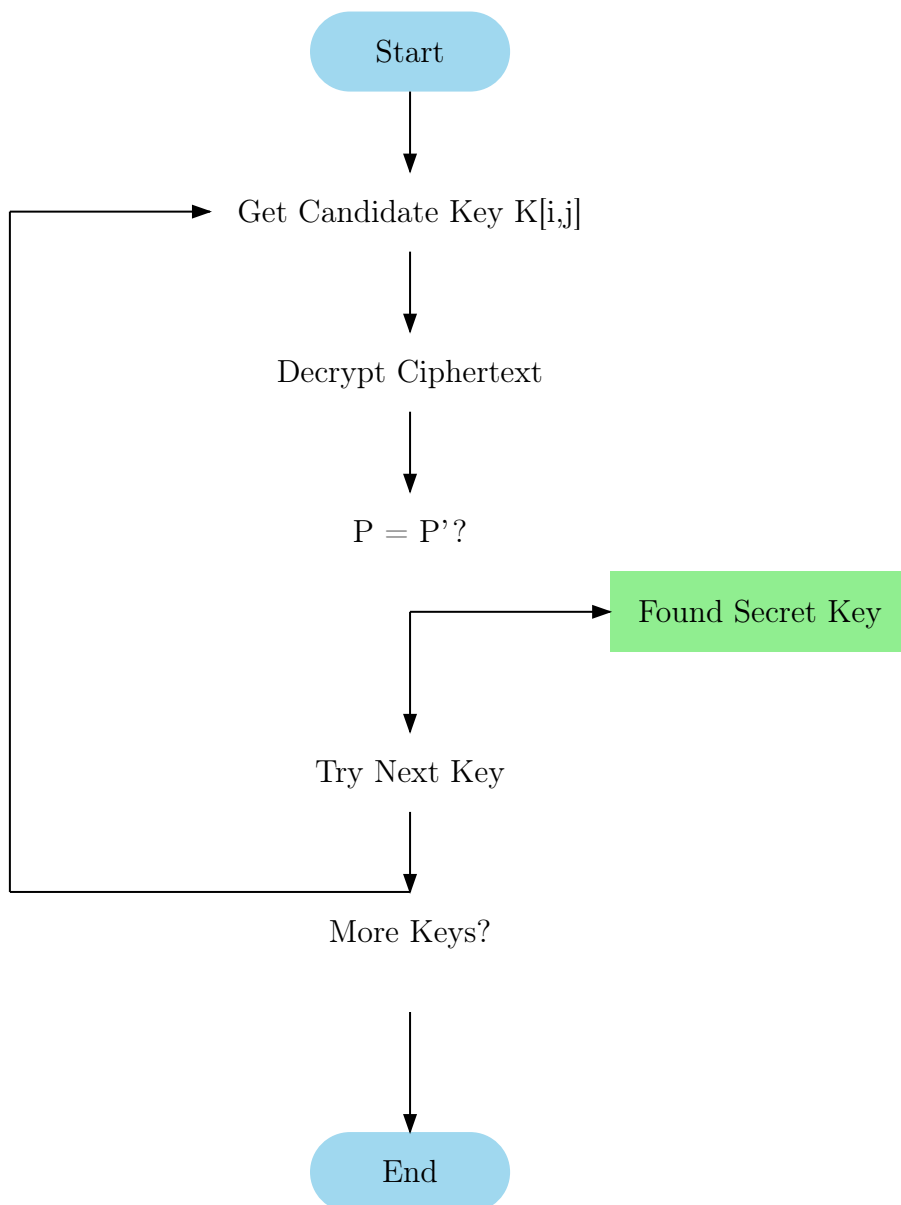 Start
Get Candidate Key K[i,j]
Decrypt Ciphertext
P = P'?
Found Secret Key
Try Next Key
More Keys?
End